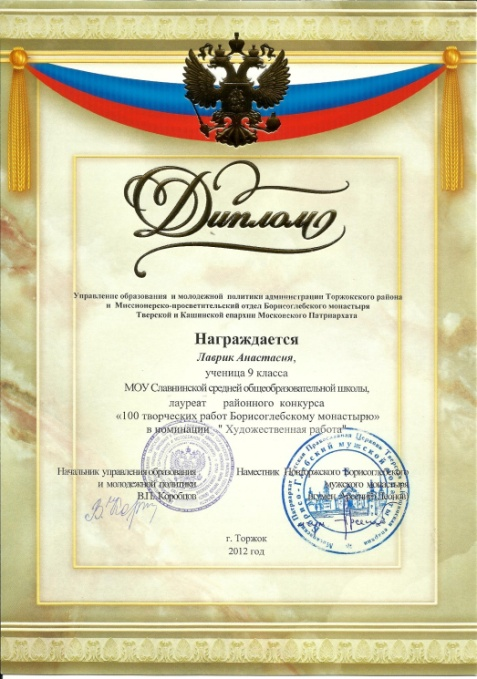 Диплом
Управление образования и молодежной политики администрации Торжокского района
и Миссионерско-просветительский отдел Борисоглебского монастыря
Тверской и Кашинской епархии Московского Патриархата
Награждается
Лаврик Анастасия,
ученица 9 класса
МОУ Славнинской средней общеобразовательной школы,
лауреат районного конкурса
«100 творческих работ Борисоглебскому монастырю»
в номинации " Художественная работа"
Начальник управления образования
и молодежной политики
В.П. Коробцов
Наместник Новоторжского Борисоглебского
мужского монастыря
г. Торжок
2012 год